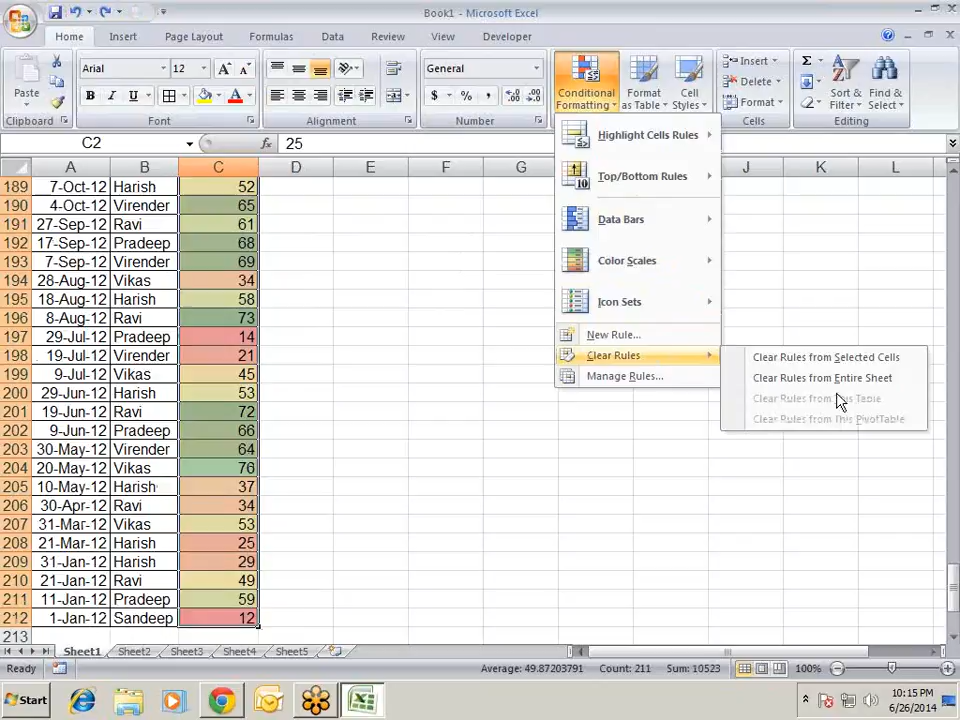 Book1 - Microsoft Excel
Home Insert Page Layout Formulas Data Review View Developer
Paste
Arial 12
B I U
General
$ % ,
Conditional Formatting
Format as Table
Cell Styles
Insert
Delete
Format
Sort & Filter
Find & Select
Clipboard Font Alignment Number Cells Editing
C2 fx 25
A B C D E F G J K L
189 7-Oct-12 Harish 52
190 4-Oct-12 Virender 65
191 27-Sep-12 Ravi 61
192 17-Sep-12 Pradeep 68
193 7-Sep-12 Virender 69
194 28-Aug-12 Vikas 34
195 18-Aug-12 Harish 58
196 8-Aug-12 Ravi 73
197 29-Jul-12 Pradeep 14
198 19-Jul-12 Virender 21
199 9-Jul-12 Vikas 45
200 29-Jun-12 Harish 53
201 19-Jun-12 Ravi 72
202 9-Jun-12 Pradeep 66
203 30-May-12 Virender 64
204 20-May-12 Vikas 76
205 10-May-12 Harish 37
206 30-Apr-12 Ravi 34
207 31-Mar-12 Vikas 53
208 21-Mar-12 Harish 25
209 31-Jan-12 Harish 29
210 21-Jan-12 Ravi 49
211 11-Jan-12 Pradeep 59
212 1-Jan-12 Sandeep 12
213
Highlight Cells Rules
Top/Bottom Rules
Data Bars
Color Scales
Icon Sets
New Rule...
Clear Rules
Manage Rules...
Clear Rules from Selected Cells
Clear Rules from Entire Sheet
Clear Rules from This Table
Clear Rules from This PivotTable
Sheet1 Sheet2 Sheet3 Sheet4 Sheet5
Ready Average: 49.87203791 Count: 211 Sum: 10523 100%
Start
10:15 PM
6/26/2014